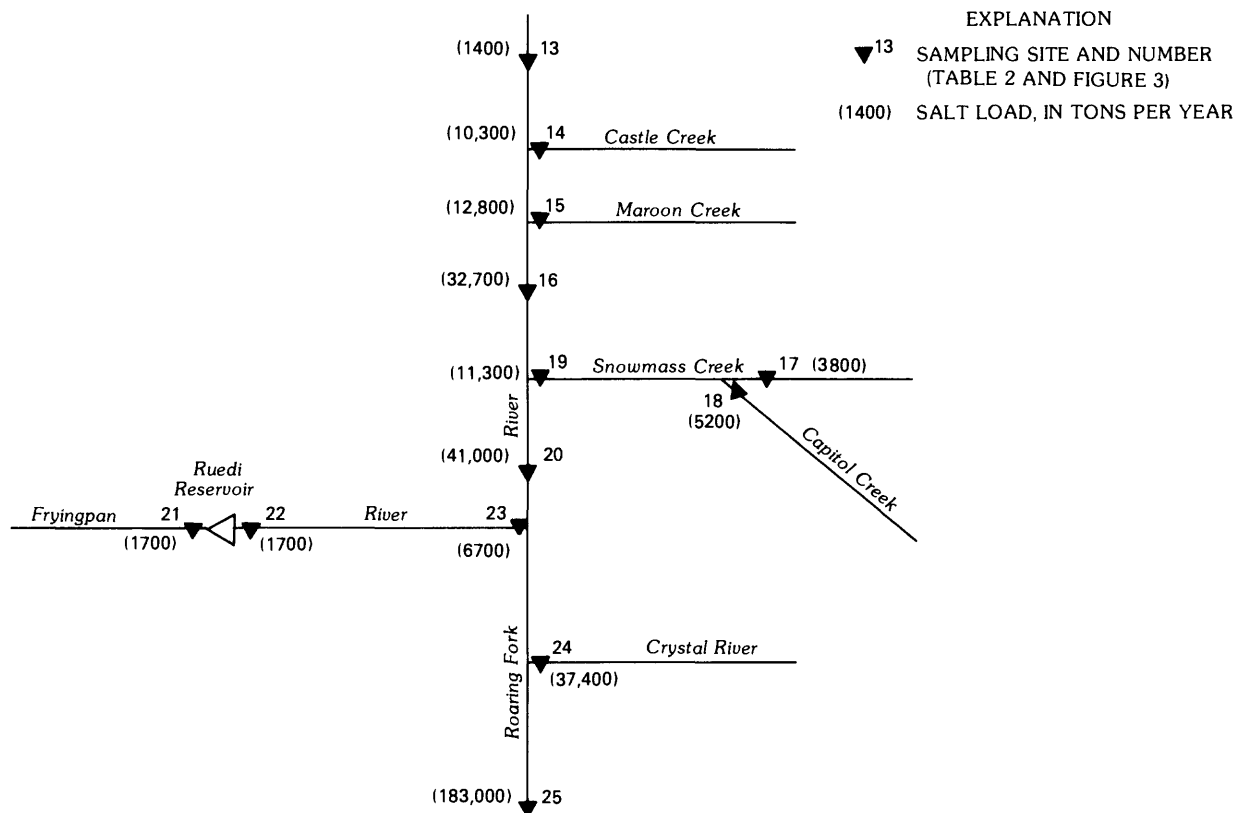 EXPLANATION
13 SAMPLING SITE AND NUMBER
(TABLE 2 AND FIGURE 3)
(1400) SALT LOAD, IN TONS PER YEAR
(1400) 13
(10,300) 14 Castle Creek
(12,800) 15 Maroon Creek
(32,700) 16
(11,300) 19 Snowmass Creek 17 (3800)
18
(5200)
Capitol Creek
River
(41,000) 20
Ruedi
Reservoir
Fryingpan 21 22 River 23
(1700) (1700) (6700)
Roaring Fork
24 Crystal River
(37,400)
(183,000) 25